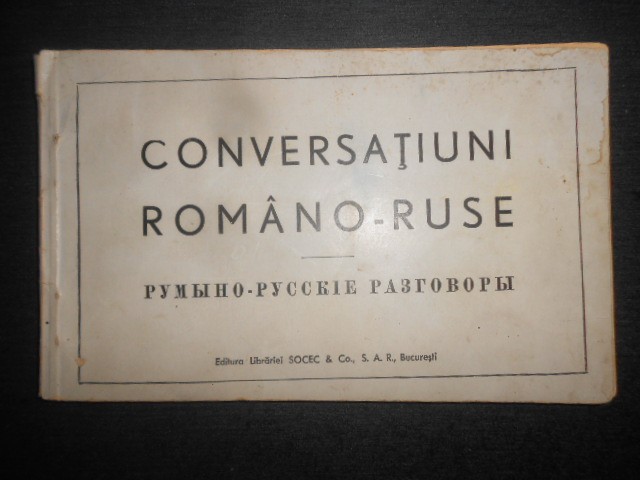 CONVERSAŢIUNI
ROMÂNO-RUSE
РУМЫНО-РУССКІЕ РАЗГОВОРЫ
Editura Librăriei SOCEC & Co., S. A. R., Bucureşti